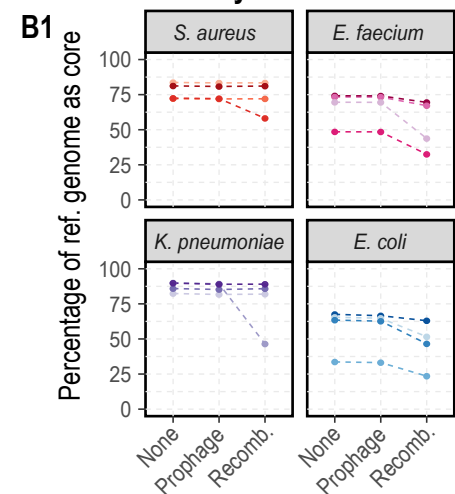 B1
Percentage of ref. genome as core
S. aureus
E. faecium
100
75
50
25
0
K. pneumoniae
E. coli
100
75
50
25
0
None
Prophage
Recomb.
None
Prophage
Recomb.